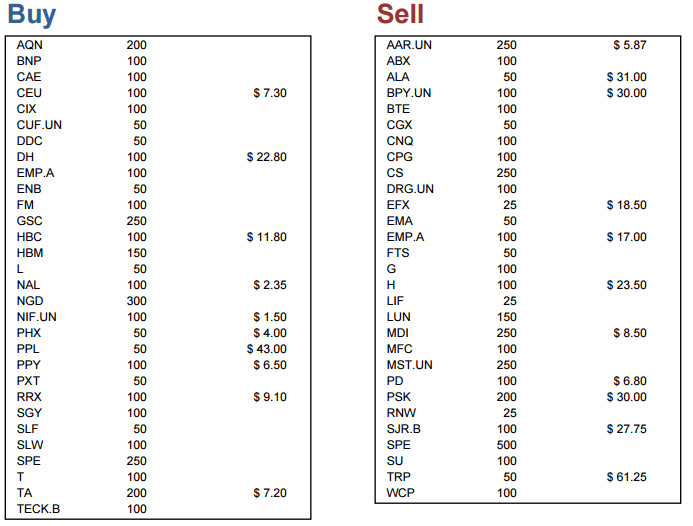 Buy
AQN 200
BNP 100
CAE 100
CEU 100 $ 7.30
CIX 100
CUF.UN 50
DDC 50
DH 100 $ 22.80
EMP.A 100
ENB 50
FM 100
GSC 250
HBC 100 $ 11.80
HBM 150
L 50
NAL 100 $ 2.35
NGD 300
NIF.UN 100 $ 1.50
PHX 50 $ 4.00
PPL 50 $ 43.00
PPY 100 $ 6.50
PXT 50
RRX 100 $ 9.10
SGY 100
SLF 50
SLW 100
SPE 250
T 100
TA 200 $ 7.20
TECK.B 100
Sell
AAR.UN 250 $ 5.87
ABX 100
ALA 50 $ 31.00
BPY.UN 100 $ 30.00
BTE 100
CGX 50
CNQ 100
CPG 100
CS 250
DRG.UN 100
EFX 25 $ 18.50
EMA 50
EMP.A 100 $ 17.00
FTS 50
G 100
H 100 $ 23.50
LIF 25
LUN 150
MDI 250 $ 8.50
MFC 100
MST.UN 250
PD 100 $ 6.80
PSK 200 $ 30.00
RNW 25
SJR.B 100 $ 27.75
SPE 500
SU 100
TRP 50 $ 61.25
WCP 100